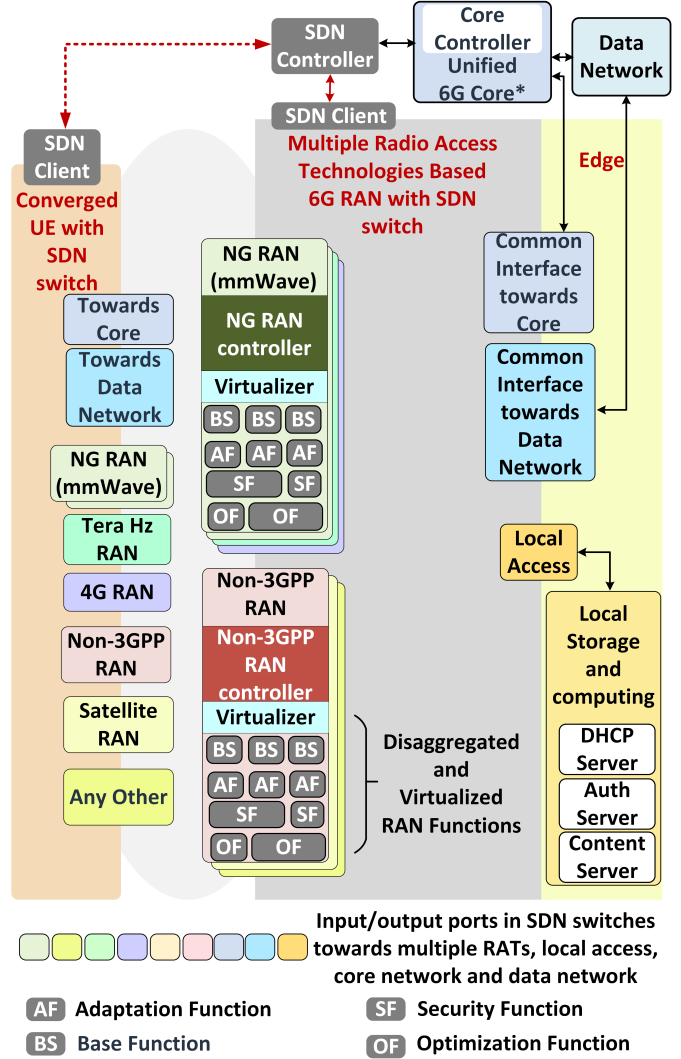 SDN
Controller
Core
Controller
Unified
6G Core*
Data
Network
SDN Client
SDN
Client
Multiple Radio Access
Technologies Based
6G RAN with SDN
switch
Edge
Converged
UE with
SDN
switch
Towards
Core
Towards
Data
Network
NG RAN
(mmWave)
Tera Hz
RAN
4G RAN
Non-3GPP
RAN
Satellite
RAN
Any Other
NG RAN
(mmWave)
NG RAN
controller
Virtualizer
BS BS BS
AF AF AF
SF SF
OF OF
Non-3GPP
RAN
Non-3GPP
RAN
controller
Virtualizer
BS BS BS
AF AF AF
SF SF
OF OF
Disaggregated
and
Virtualized
RAN Functions
Common
Interface
towards
Core
Common
Interface
towards
Data
Network
Local
Access
Local
Storage
and
computing
DHCP
Server
Auth
Server
Content
Server
Input/output ports in SDN switches
towards multiple RATs, local access,
core network and data network
AF Adaptation Function
SF Security Function
BS Base Function
OF Optimization Function